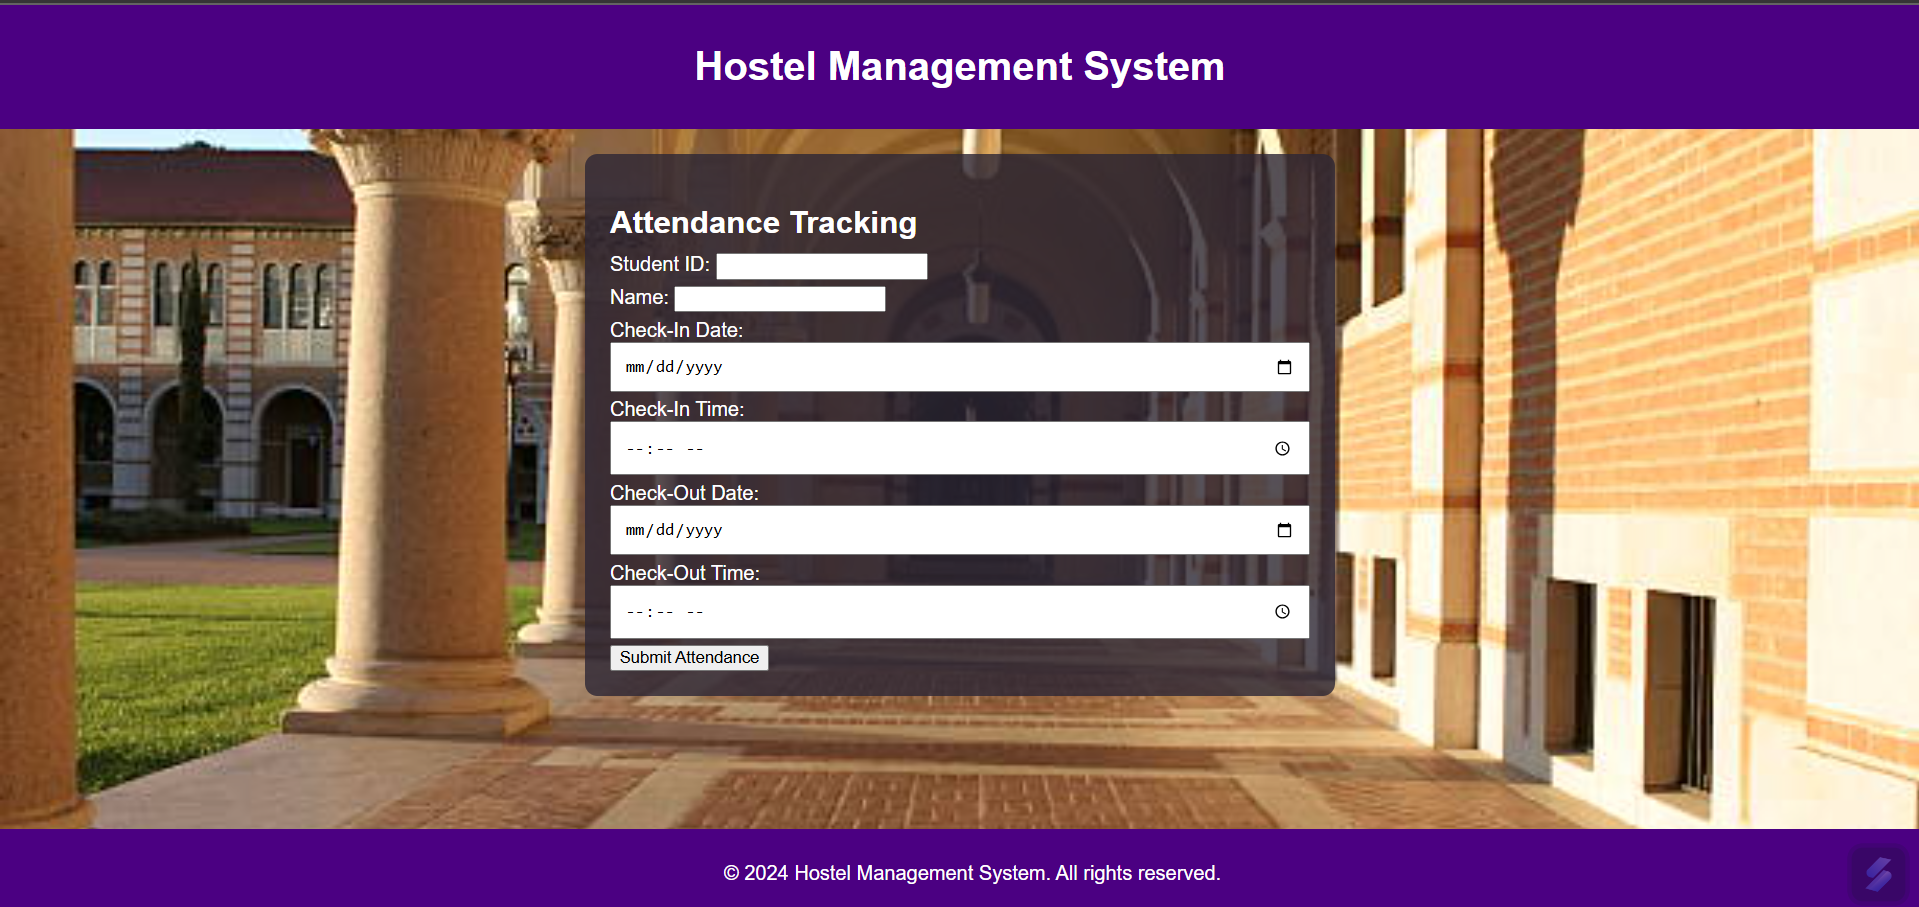 Hostel Management System
Attendance Tracking
Student ID:
Name:
Check-In Date:
mm/dd/yyyy
Check-In Time:
--:-- --
Check-Out Date:
mm/dd/yyyy
Check-Out Time:
--:-- --
Submit Attendance
© 2024 Hostel Management System. All rights reserved.